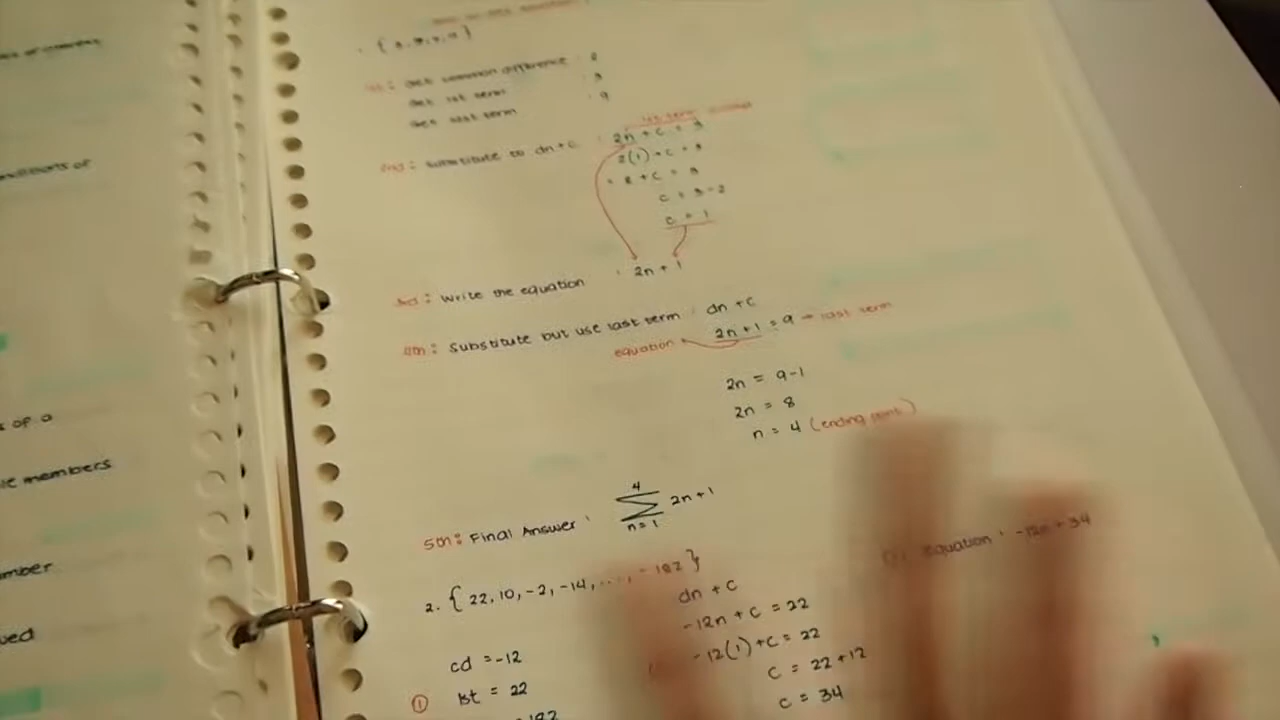 1. { 3, 5, 7, 9 }
1st : Get common difference : 2
Get 1st term : 3
Get last term : 9
2nd : Substitute to dn + c : 2n + c = 3
2(1) + c = 3
= 2 + c = 3
c = 3 - 2
c = 1
3rd : Write the equation : 2n + 1
4th : Substitute but use last term : dn + c
equation 2n + 1 = 9 → last term
2n = 9 - 1
2n = 8
n = 4 (ending point)
5th : Final Answer : 4 Σ n = 1 2n + 1
2. { 22, 10, -2, -14, ..., -182 }
equation : -12n + 34
dn + c
-12n + c = 22
-12(1) + c = 22
c = 22 + 12
c = 34
cd = -12
① 1st = 22
of a
members